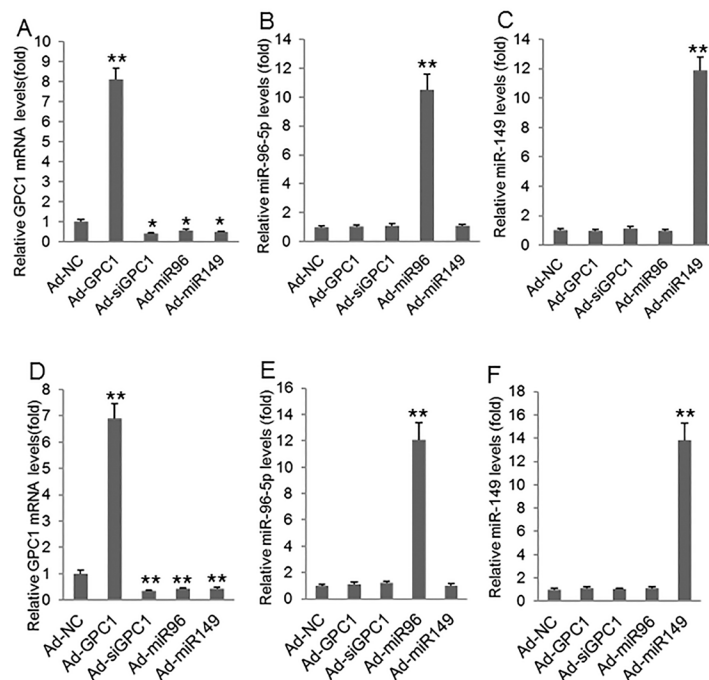 A
Relative GPC1 mRNA levels(fold)
10
9
8
7
6
5
4
3
2
1
0
**
*
*
*
Ad-NC
Ad-GPC1
Ad-siGPC1
Ad-miR96
Ad-miR149
B
Relative miR-96-5p levels (fold)
14
12
10
8
6
4
2
0
**
Ad-NC
Ad-GPC1
Ad-siGPC1
Ad-miR96
Ad-miR149
C
Relative miR-149 levels (fold)
14
12
10
8
6
4
2
0
**
Ad-NC
Ad-GPC1
Ad-siGPC1
Ad-miR96
Ad-miR149
D
Relative GPC1 mRNA levels(fold)
8
7
6
5
4
3
2
1
0
**
**
**
**
Ad-NC
Ad-GPC1
Ad-siGPC1
Ad-miR96
Ad-miR149
E
Relative miR-96-5p levels (fold)
16
14
12
10
8
6
4
2
0
**
Ad-NC
Ad-GPC1
Ad-siGPC1
Ad-miR96
Ad-miR149
F
Relative miR-149 levels (fold)
18
16
14
12
10
8
6
4
2
0
**
Ad-NC
Ad-GPC1
Ad-siGPC1
Ad-miR96
Ad-miR149